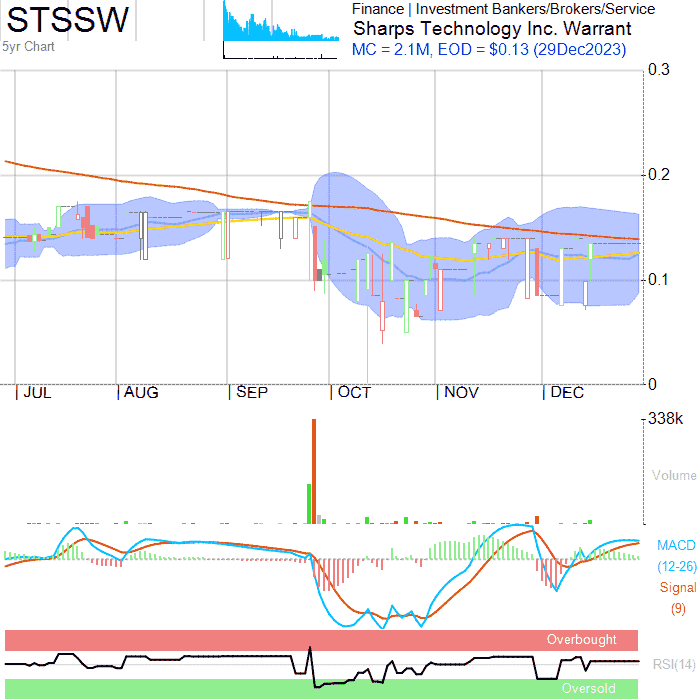 STSSW
5yr Chart
Finance | Investment Bankers/Brokers/Service
Sharps Technology Inc. Warrant
MC = 2.1M, EOD = $0.13 (29Dec2023)
0.3
0.2
0.1
0
JUL
AUG
SEP
OCT
NOV
DEC
338k
Volume
MACD
(12-26)
Signal
(9)
Overbought
RSI(14)
Oversold